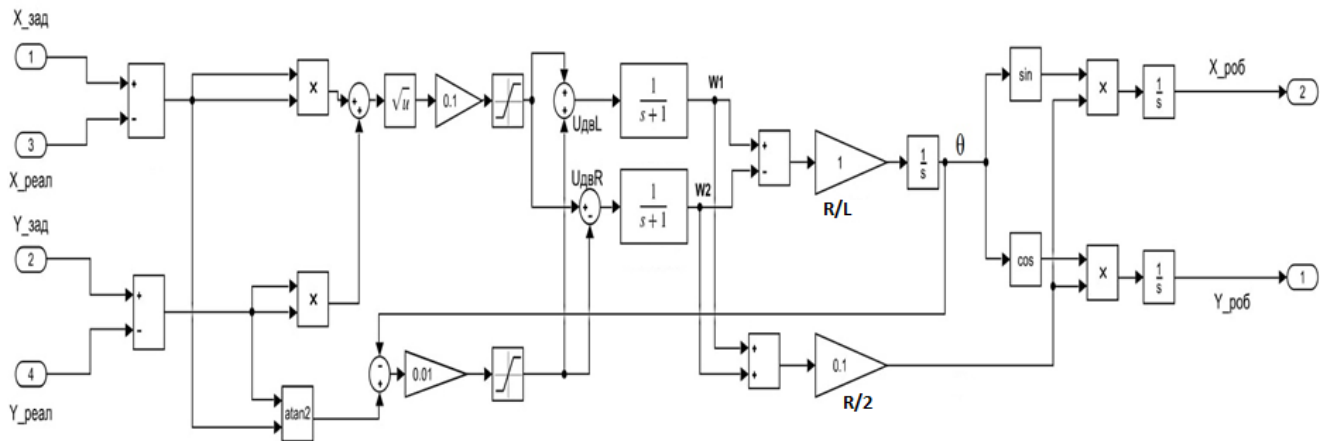 X_зад
1
3
X_реал
Y_зад
2
4
Y_реал
+
-
+
-
×
×
atan2
+
+
√u
0.1
-
+
0.01
+
+
UдвL
UдвR
+
-
1
s+1
1
s+1
W1
W2
+
-
1
R/L
1
s
θ
+
+
0.1
R/2
sin
cos
×
×
1
s
1
s
X_роб
2
1
Y_роб